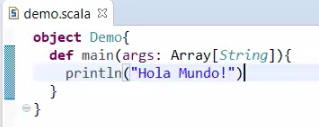 demo.scala
object Demo{
  def main(args: Array[String]){
    println("Hola Mundo!")
  }
}